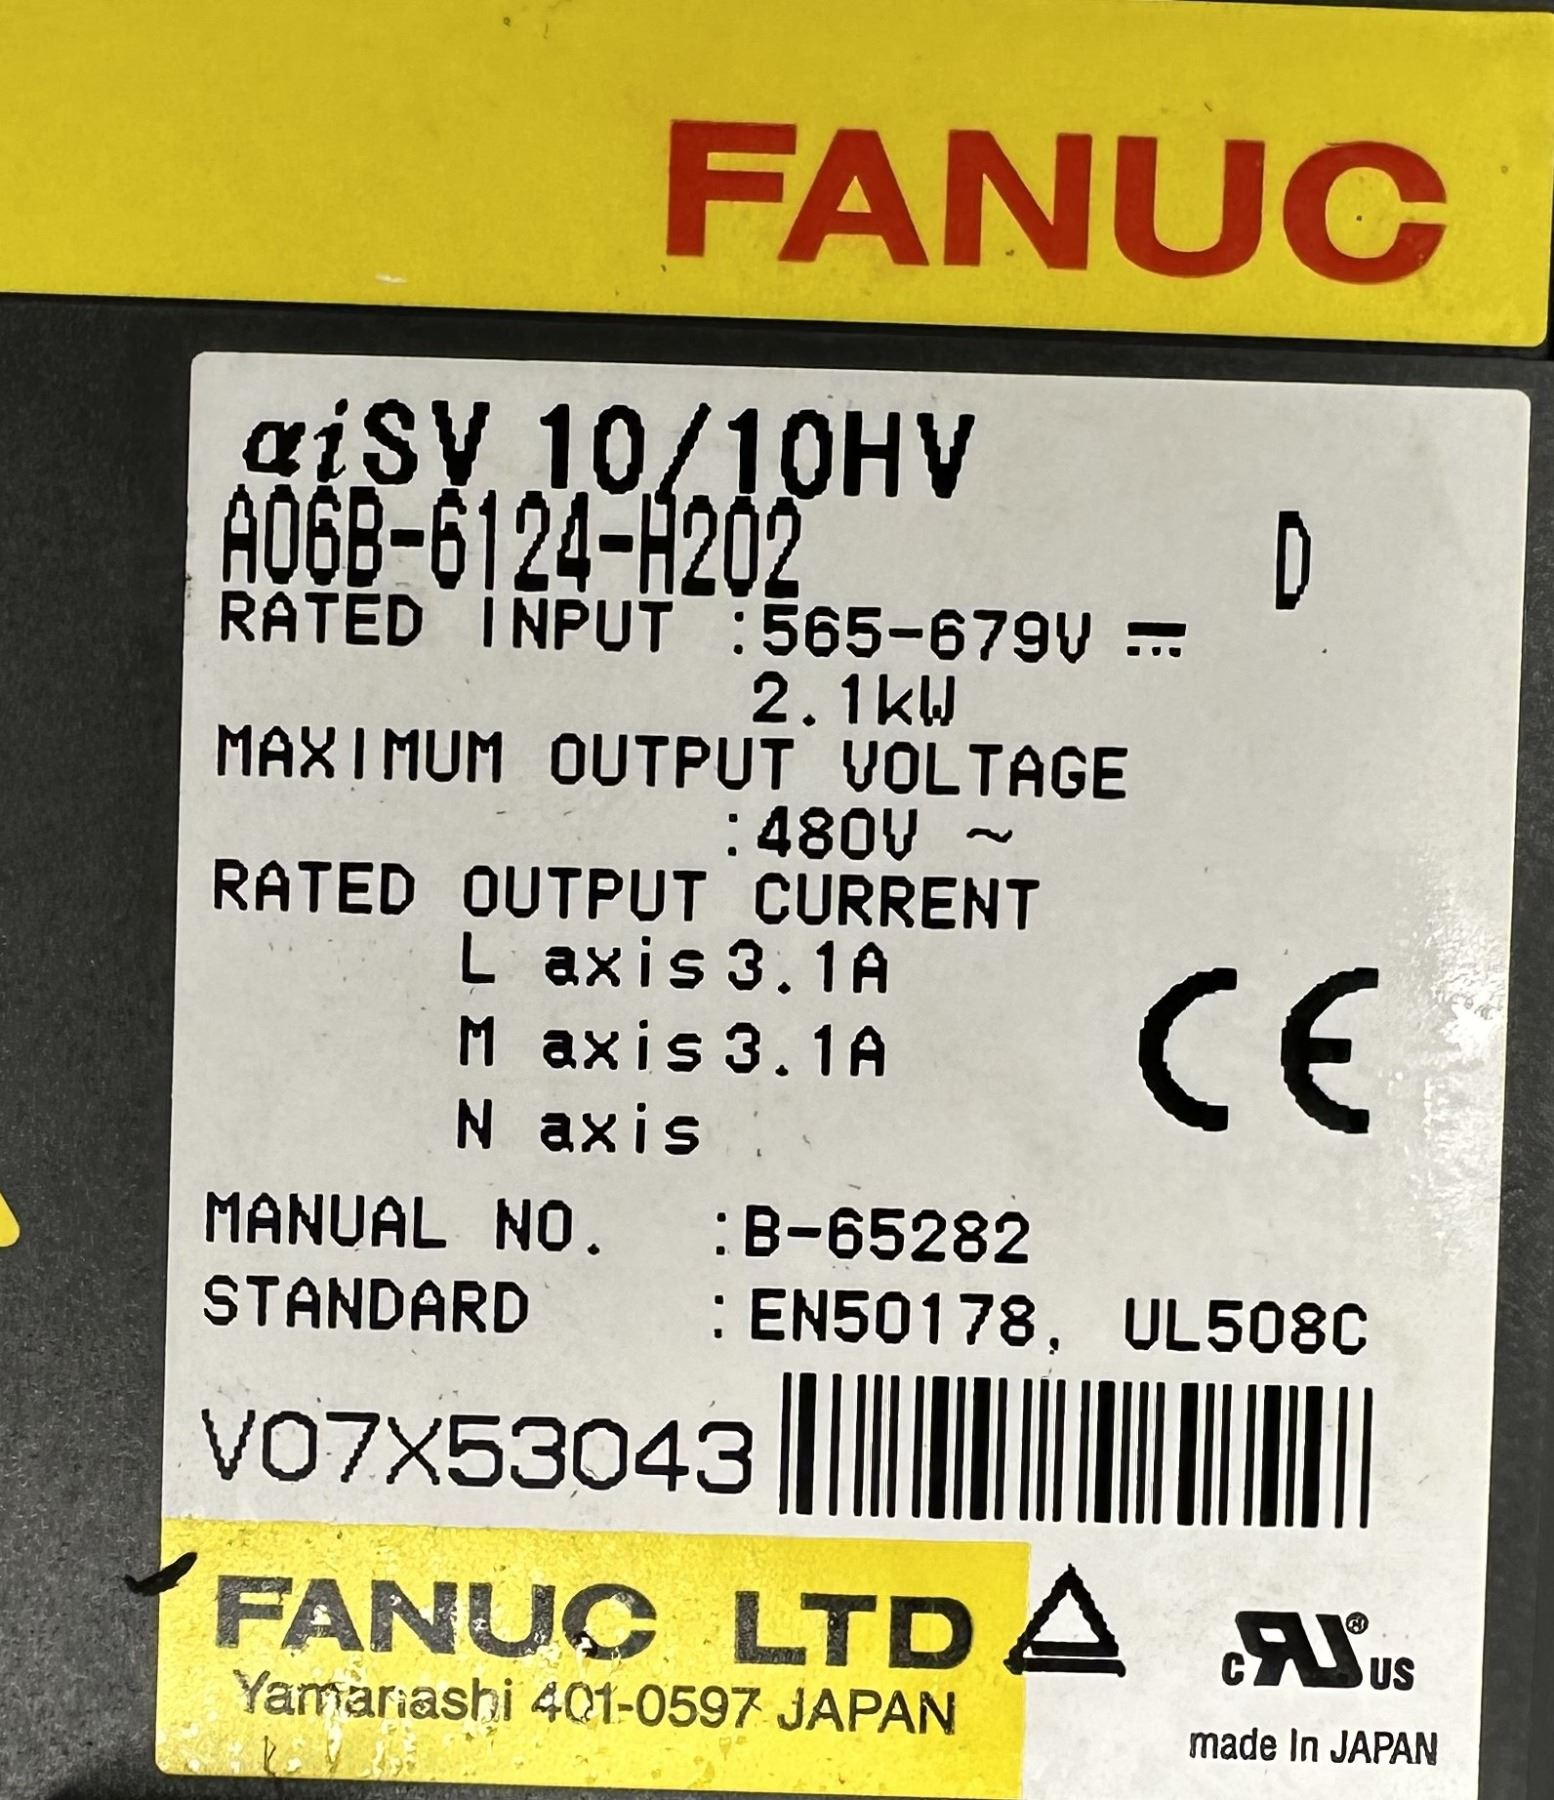 FANUC
αiSV 10/10HV
A06B-6124-H202 D
RATED INPUT :565-679V ⎓
2.1kW
MAXIMUM OUTPUT VOLTAGE
:480V ~
RATED OUTPUT CURRENT
L axis 3.1A
M axis 3.1A
N axis
CE
MANUAL NO. :B-65282
STANDARD :EN50178, UL508C
V07X53043
FANUC LTD
Yamanashi 401-0597 JAPAN
c RU ® US
made In JAPAN